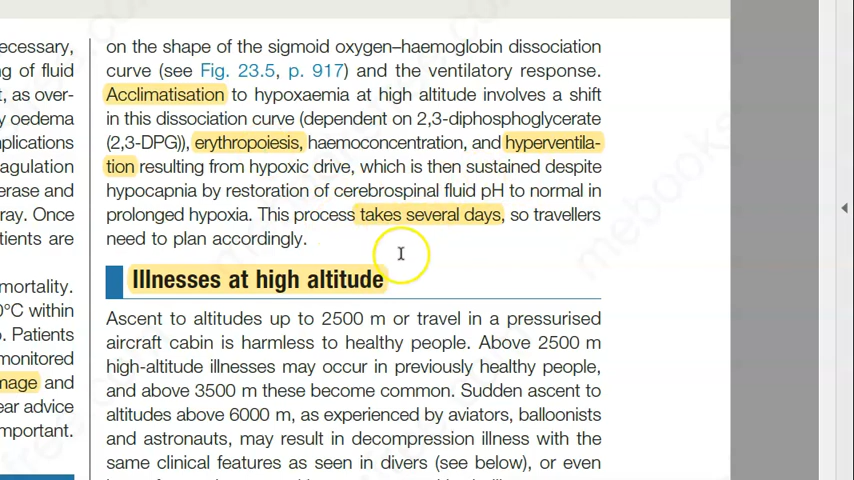 ecessary,
ng of fluid
t, as over-
y oedema
nplications
agulation
erase and
ray. Once
tients are
mortality.
0°C within
o. Patients
monitored
mage and
ear advice
mportant.
on the shape of the sigmoid oxygen–haemoglobin dissociation
curve (see Fig. 23.5, p. 917) and the ventilatory response.
Acclimatisation to hypoxaemia at high altitude involves a shift
in this dissociation curve (dependent on 2,3-diphosphoglycerate
(2,3-DPG)), erythropoiesis, haemoconcentration, and hyperventila-
tion resulting from hypoxic drive, which is then sustained despite
hypocapnia by restoration of cerebrospinal fluid pH to normal in
prolonged hypoxia. This process takes several days, so travellers
need to plan accordingly.
Illnesses at high altitude
Ascent to altitudes up to 2500 m or travel in a pressurised
aircraft cabin is harmless to healthy people. Above 2500 m
high-altitude illnesses may occur in previously healthy people,
and above 3500 m these become common. Sudden ascent to
altitudes above 6000 m, as experienced by aviators, balloonists
and astronauts, may result in decompression illness with the
same clinical features as seen in divers (see below), or even
mebooks